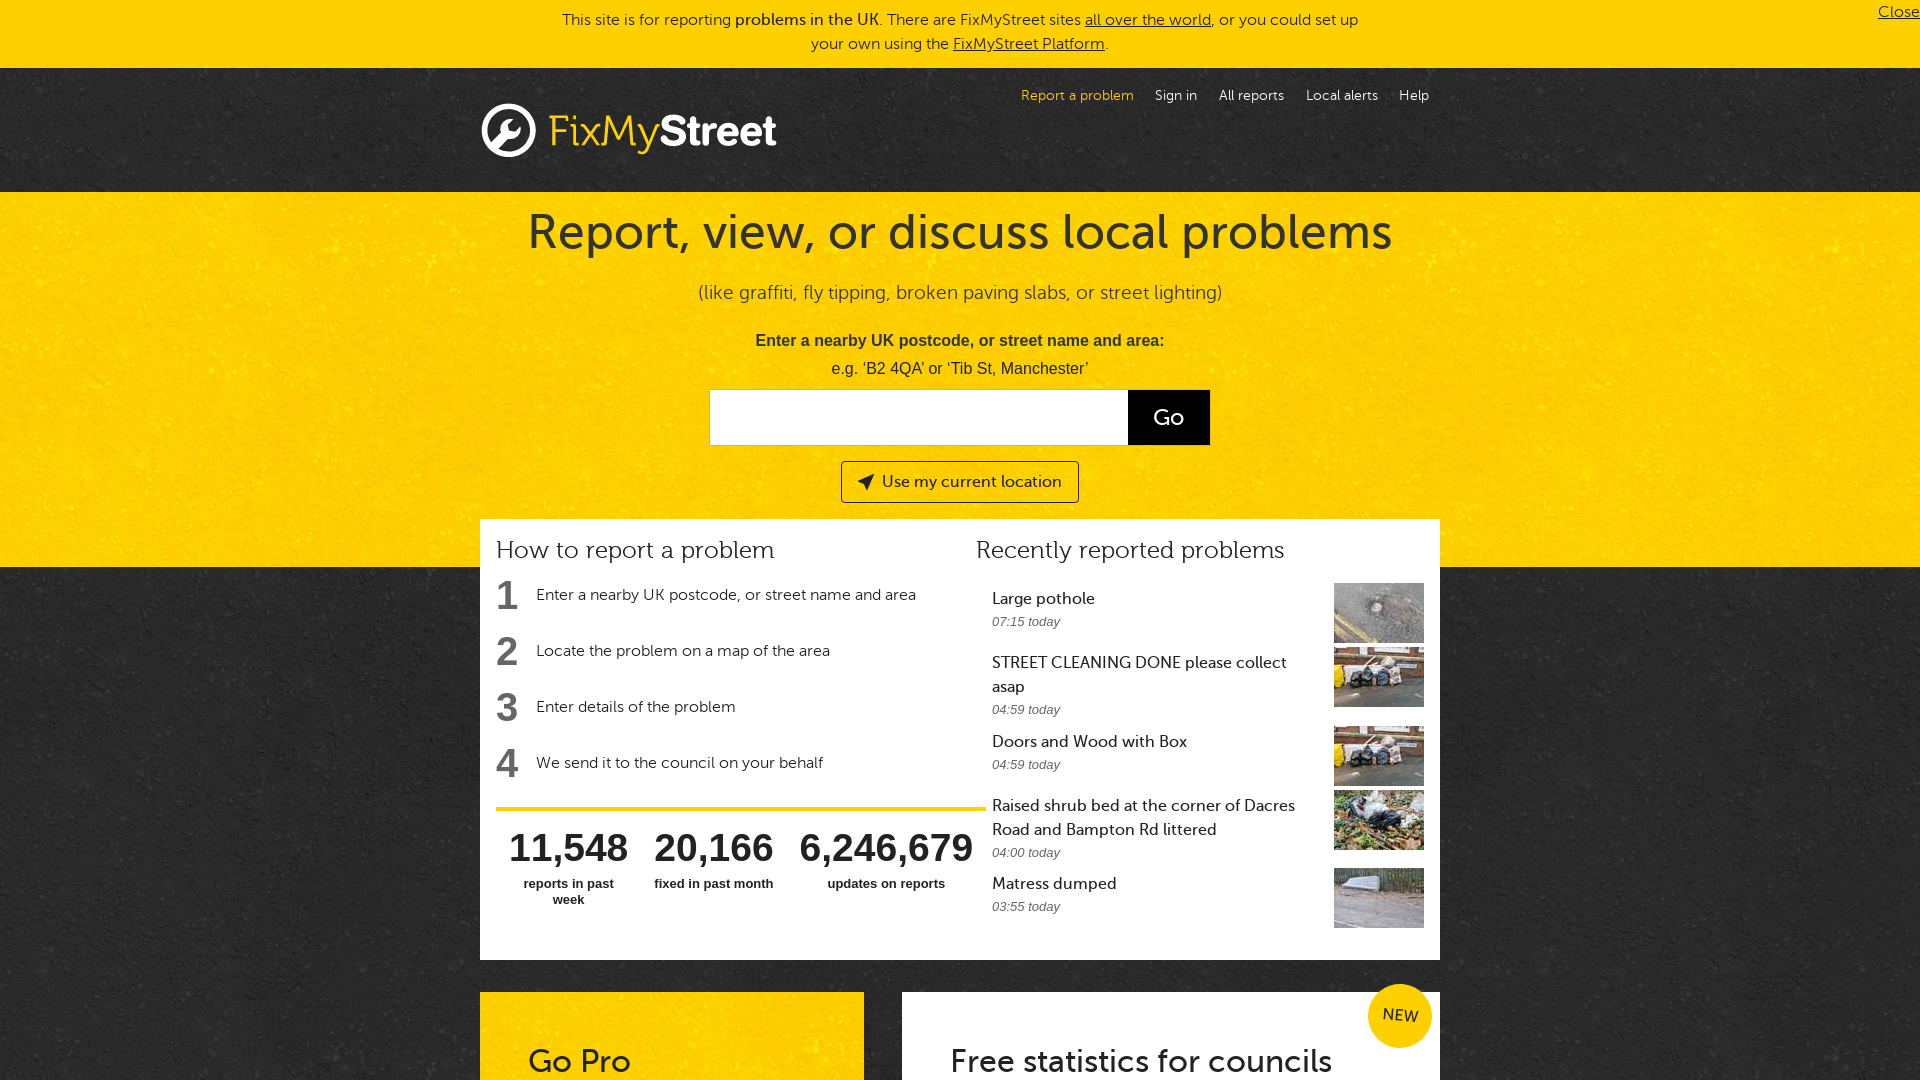 This site is for reporting problems in the UK. There are FixMyStreet sites all over the world, or you could set up
your own using the FixMyStreet Platform.
Close
FixMyStreet
Report a problem
Sign in
All reports
Local alerts
Help
Report, view, or discuss local problems
(like graffiti, fly tipping, broken paving slabs, or street lighting)
Enter a nearby UK postcode, or street name and area:
e.g. ‘B2 4QA’ or ‘Tib St, Manchester’
Go
Use my current location
How to report a problem
1 Enter a nearby UK postcode, or street name and area
2 Locate the problem on a map of the area
3 Enter details of the problem
4 We send it to the council on your behalf
11,548 20,166 6,246,679
reports in past fixed in past month updates on reports
week
Recently reported problems
Large pothole
07:15 today
STREET CLEANING DONE please collect
asap
04:59 today
Doors and Wood with Box
04:59 today
Raised shrub bed at the corner of Dacres
Road and Bampton Rd littered
04:00 today
Matress dumped
03:55 today
Go Pro
NEW
Free statistics for councils